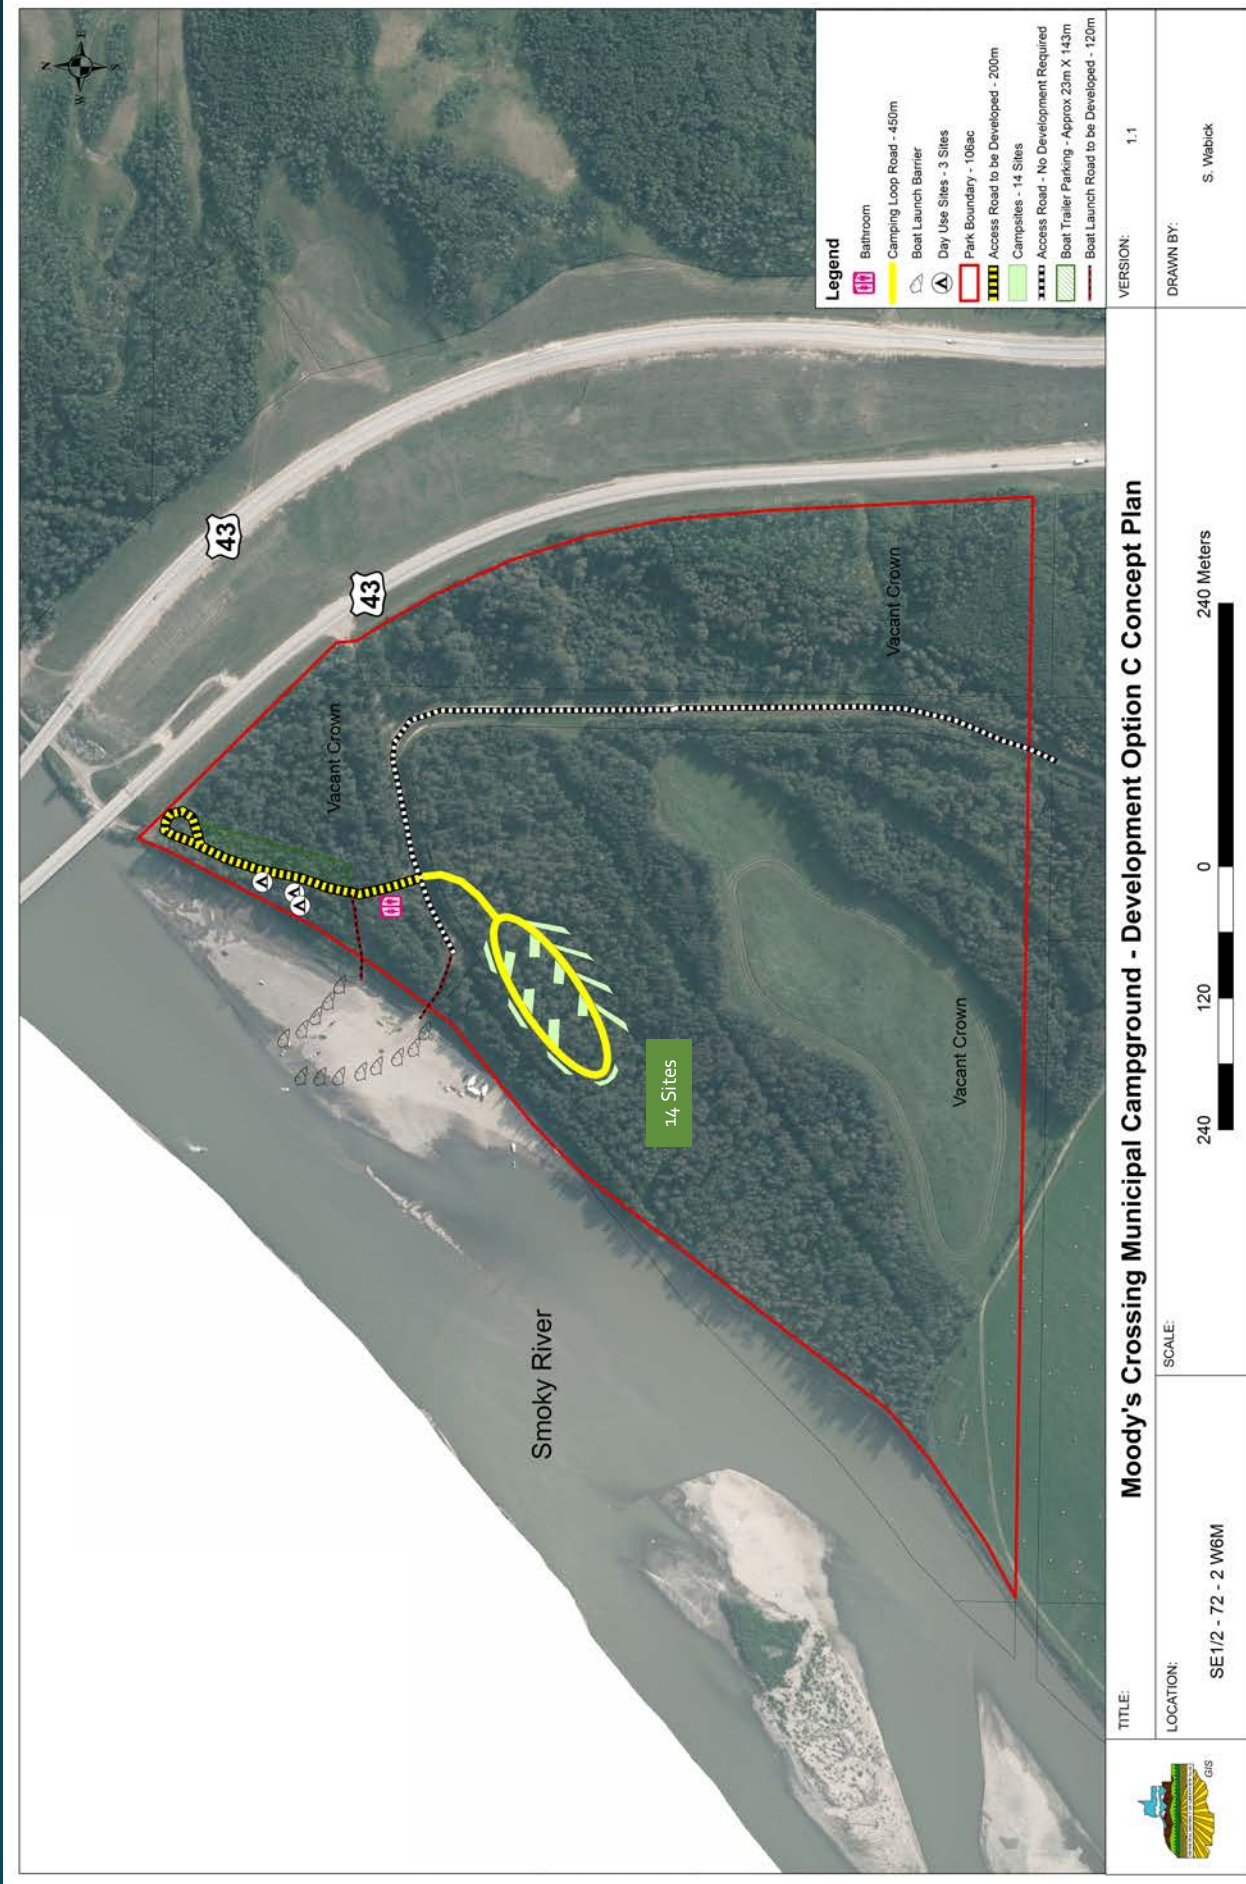 N
E
S
W
43
43
Vacant Crown
Vacant Crown
Vacant Crown
Smoky River
14 Sites
Legend
Bathroom
Camping Loop Road - 450m
Boat Launch Barrier
Day Use Sites - 3 Sites
Park Boundary - 106ac
Access Road to be Developed - 200m
Campsites - 14 Sites
Access Road - No Development Required
Boat Trailer Parking - Approx 23m X 143m
Boat Launch Road to be Developed - 120m
TITLE:
Moody's Crossing Municipal Campground - Development Option C Concept Plan
VERSION:
1.1
LOCATION:
SE1/2 - 72 - 2 W6M
SCALE:
240 120 0 240 Meters
DRAWN BY:
S. Wabick
GIS